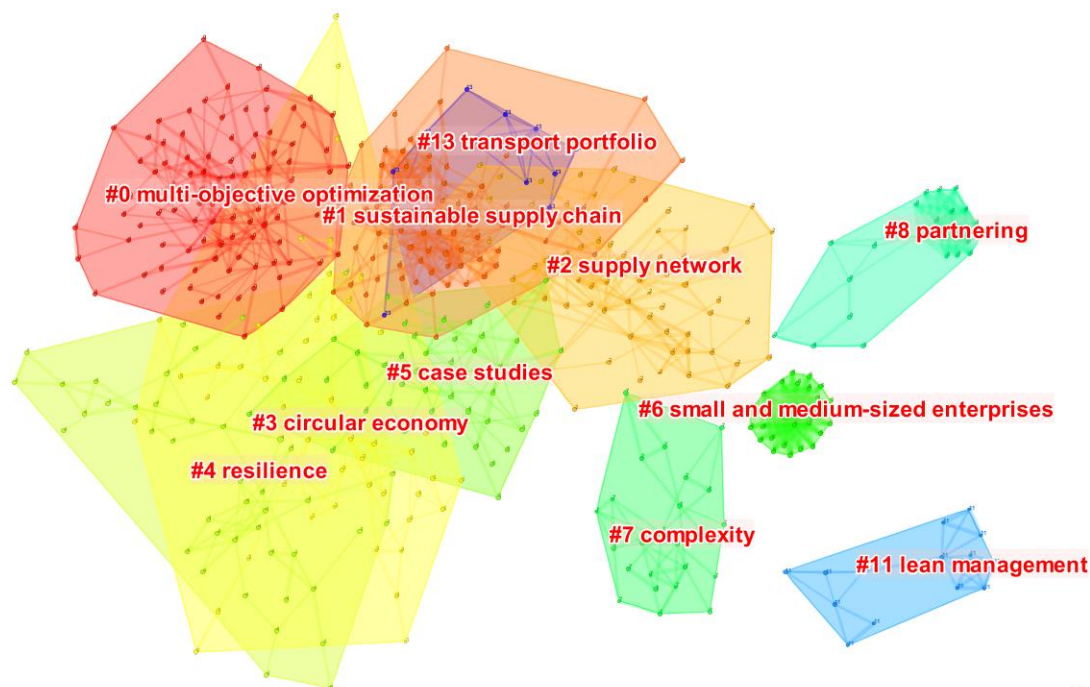 #13 transport portfolio
#0 multi-objective optimization
#1 sustainable supply chain
#8 partnering
#2 supply network
#5 case studies
#6 small and medium-sized enterprises
#3 circular economy
#4 resilience
#7 complexity
#11 lean management